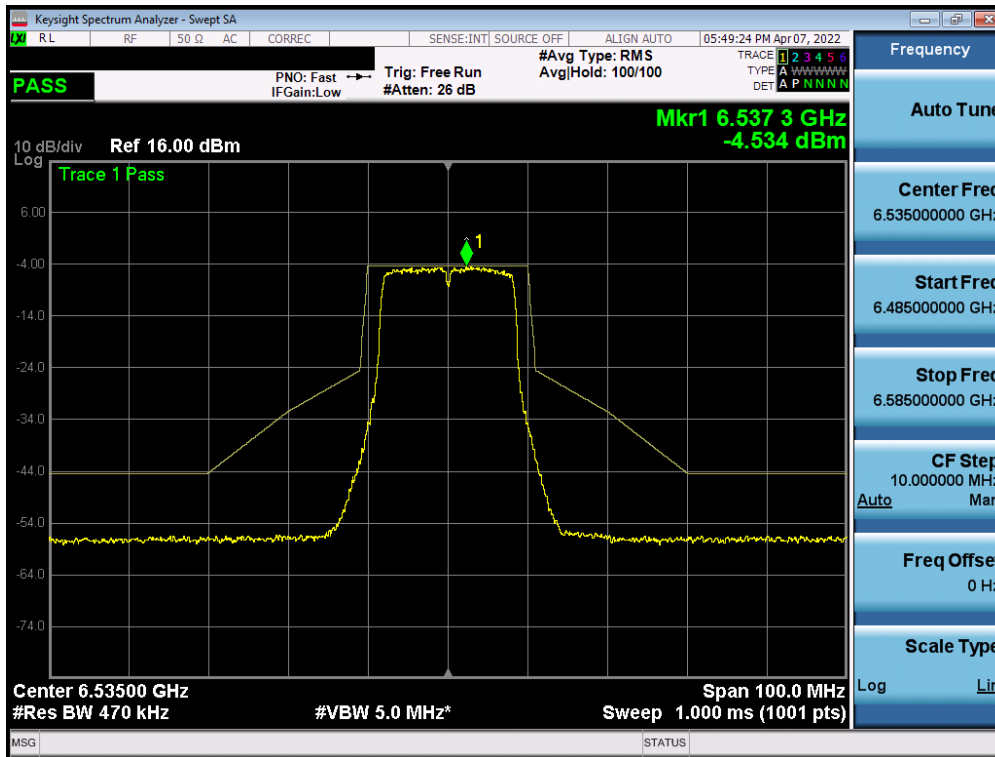 Keysight Spectrum Analyzer - Swept SA
LXI RL RF 50 Ω AC CORREC SENSE:INT SOURCE OFF ALIGN AUTO 05:49:24 PM Apr 07, 2022
PASS
PNO: Fast
IFGain:Low
Trig: Free Run
#Atten: 26 dB
#Avg Type: RMS
Avg|Hold: 100/100
TRACE 1 2 3 4 5 6
TYPE A WWWWW
DET A P N N N N
Mkr1 6.537 3 GHz
-4.534 dBm
10 dB/div
Log
Ref 16.00 dBm
Trace 1 Pass
1
6.00
-4.00
-14.0
-24.0
-34.0
-44.0
-54.0
-64.0
-74.0
Center 6.53500 GHz
#Res BW 470 kHz
#VBW 5.0 MHz*
Span 100.0 MHz
Sweep 1.000 ms (1001 pts)
MSG
STATUS
Frequency
Auto Tune
Center Freq
6.535000000 GHz
Start Freq
6.485000000 GHz
Stop Freq
6.585000000 GHz
CF Step
10.000000 MHz
Auto Man
Freq Offset
0 Hz
Scale Type
Log Lin